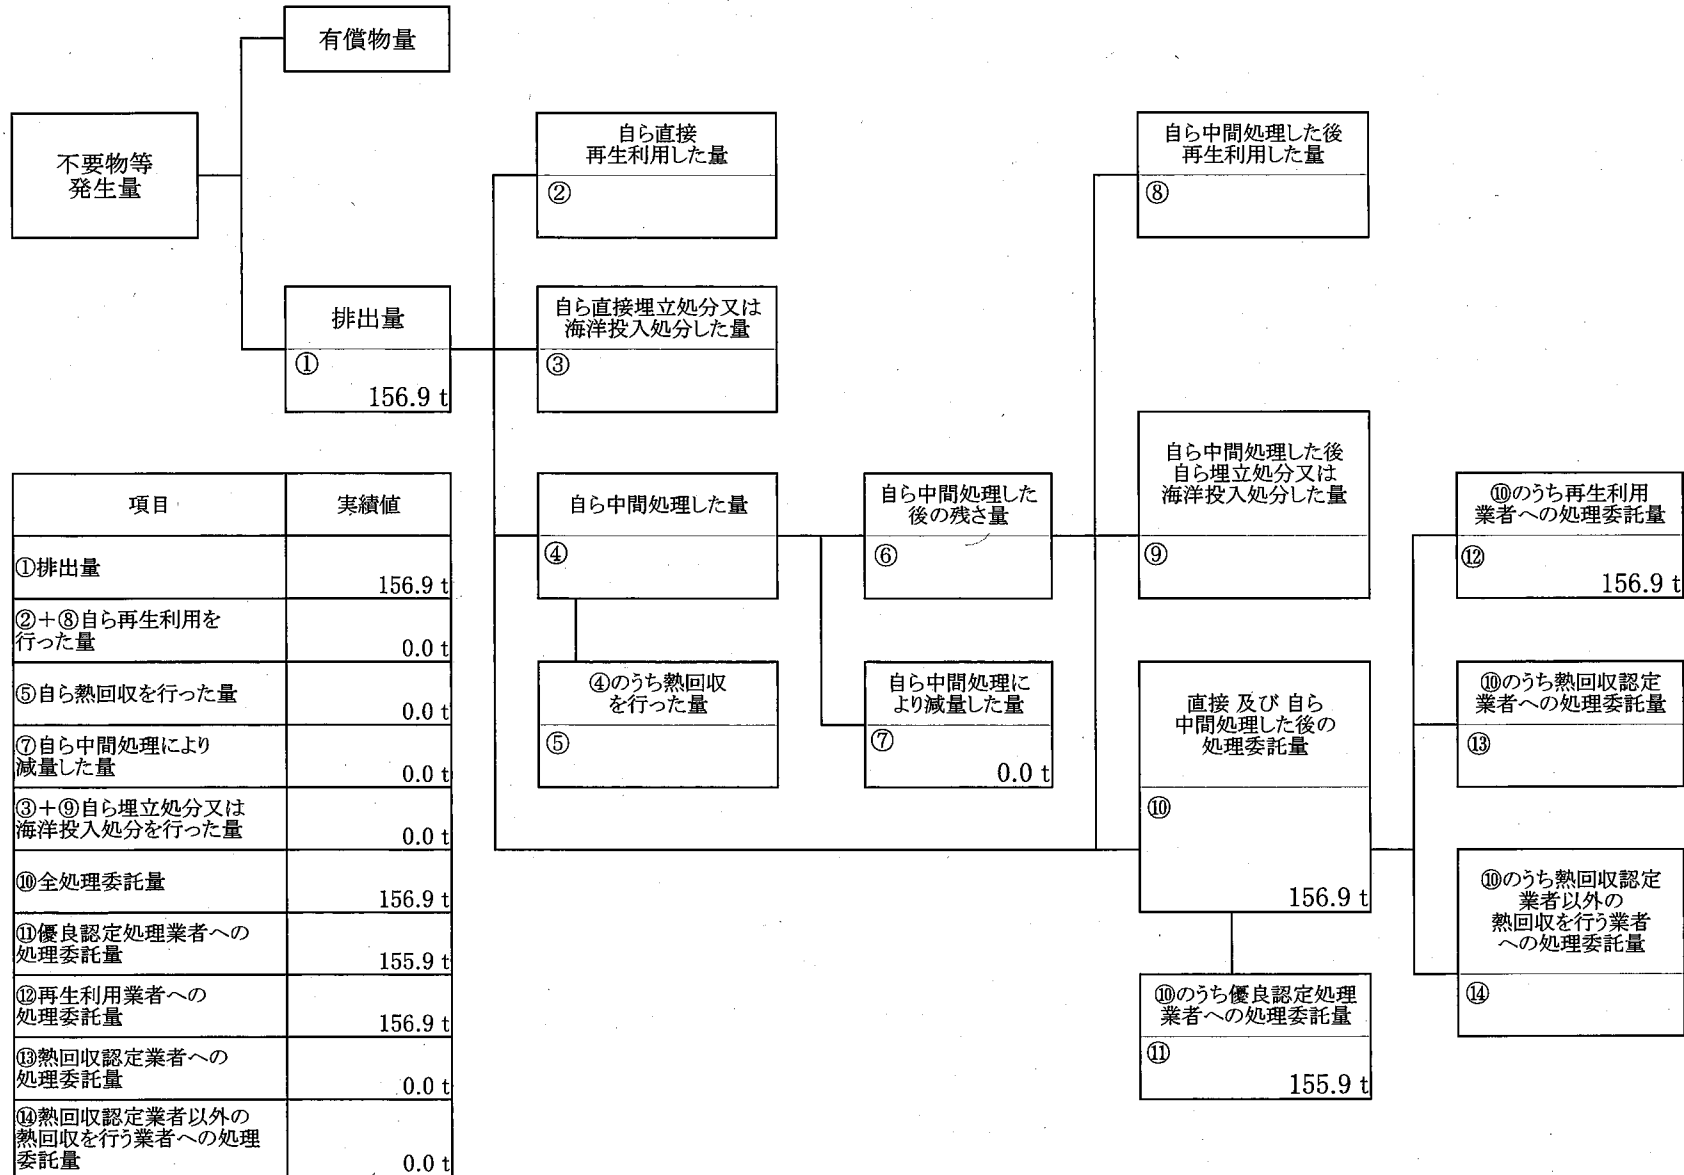 有償物量
不要物等
発生量
排出量
①
156.9 t
自ら直接
再生利用した量
②
自ら直接埋立処分又は
海洋投入処分した量
③
自ら中間処理した量
④
④のうち熱回収
を行った量
⑤
自ら中間処理した
後の残さ量
⑥
自ら中間処理に
より減量した量
⑦
0.0 t
自ら中間処理した後
再生利用した量
⑧
自ら中間処理した後
自ら埋立処分又は
海洋投入処分した量
⑨
直接 及び 自ら
中間処理した後の
処理委託量
⑩
156.9 t
⑩のうち優良認定処理
業者への処理委託量
⑪
155.9 t
⑩のうち再生利用
業者への処理委託量
⑫
156.9 t
⑩のうち熱回収認定
業者への処理委託量
⑬
⑩のうち熱回収認定
業者以外の
熱回収を行う業者
への処理委託量
⑭
項目 実績値
①排出量
156.9 t
②+⑧自ら再生利用を
行った量
0.0 t
⑤自ら熱回収を行った量
0.0 t
⑦自ら中間処理により
減量した量
0.0 t
③+⑨自ら埋立処分又は
海洋投入処分を行った量
0.0 t
⑩全処理委託量
156.9 t
⑪優良認定処理業者への
処理委託量
155.9 t
⑫再生利用業者への
処理委託量
156.9 t
⑬熱回収認定業者への
処理委託量
0.0 t
⑭熱回収認定業者以外の
熱回収を行う業者への処理
委託量
0.0 t